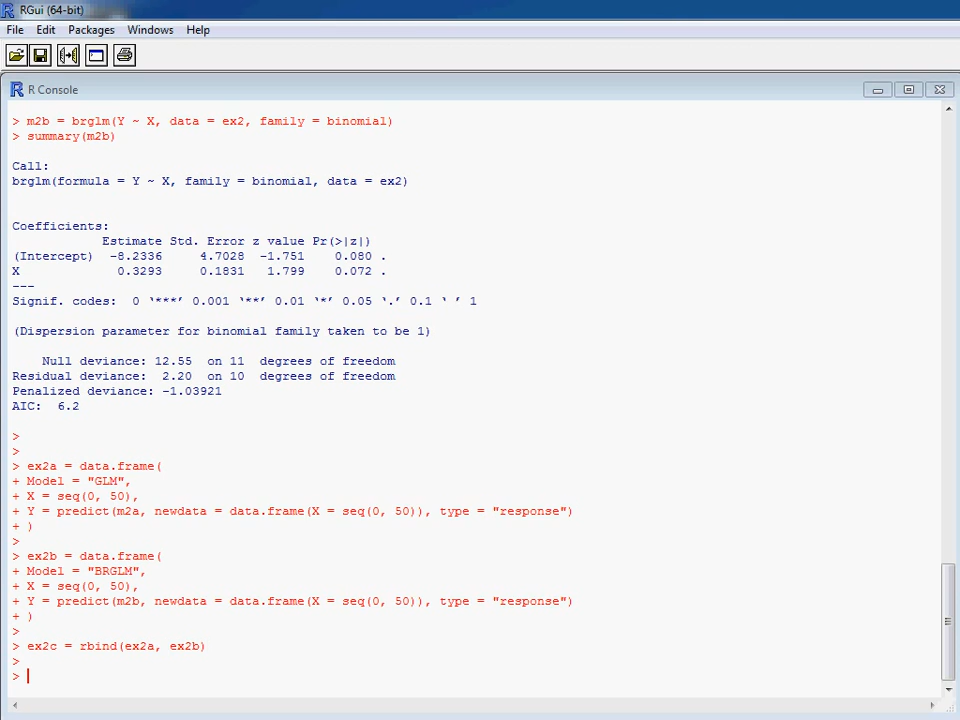 RGui (64-bit)
File Edit Packages Windows Help
R Console
> m2b = brglm(Y ~ X, data = ex2, family = binomial)
> summary(m2b)
Call:
brglm(formula = Y ~ X, family = binomial, data = ex2)
Coefficients:
Estimate Std. Error z value Pr(>|z|)
(Intercept) -8.2336 4.7028 -1.751 0.080 .
X 0.3293 0.1831 1.799 0.072 .
---
Signif. codes: 0 ‘***’ 0.001 ‘**’ 0.01 ‘*’ 0.05 ‘.’ 0.1 ‘ ’ 1
(Dispersion parameter for binomial family taken to be 1)
Null deviance: 12.55 on 11 degrees of freedom
Residual deviance: 2.20 on 10 degrees of freedom
Penalized deviance: -1.03921
AIC: 6.2
>
>
> ex2a = data.frame(
+ Model = "GLM",
+ X = seq(0, 50),
+ Y = predict(m2a, newdata = data.frame(X = seq(0, 50)), type = "response")
+ )
>
> ex2b = data.frame(
+ Model = "BRGLM",
+ X = seq(0, 50),
+ Y = predict(m2b, newdata = data.frame(X = seq(0, 50)), type = "response")
+ )
>
> ex2c = rbind(ex2a, ex2b)
>
>